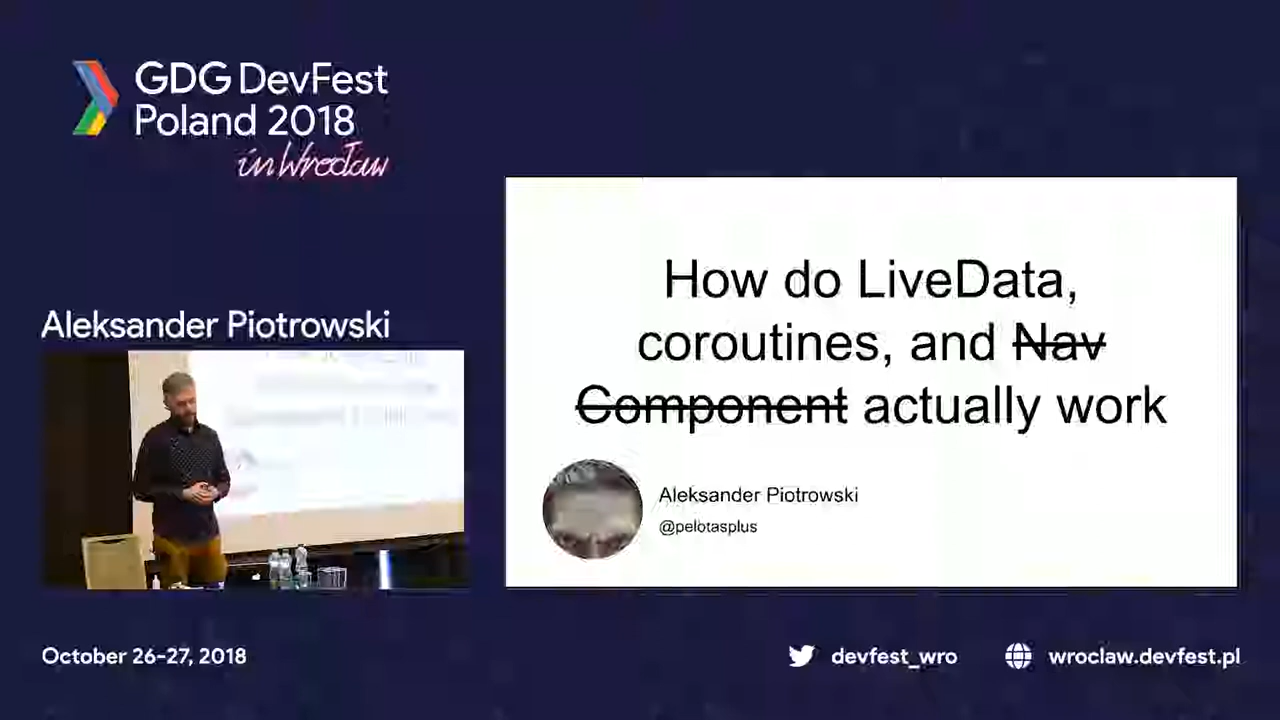 GDG DevFest
Poland 2018
in Wrocław
Aleksander Piotrowski
How do LiveData,
coroutines, and Nav
Component actually work
Aleksander Piotrowski
@pelotasplus
October 26-27, 2018
devfest_wro
wroclaw.devfest.pl